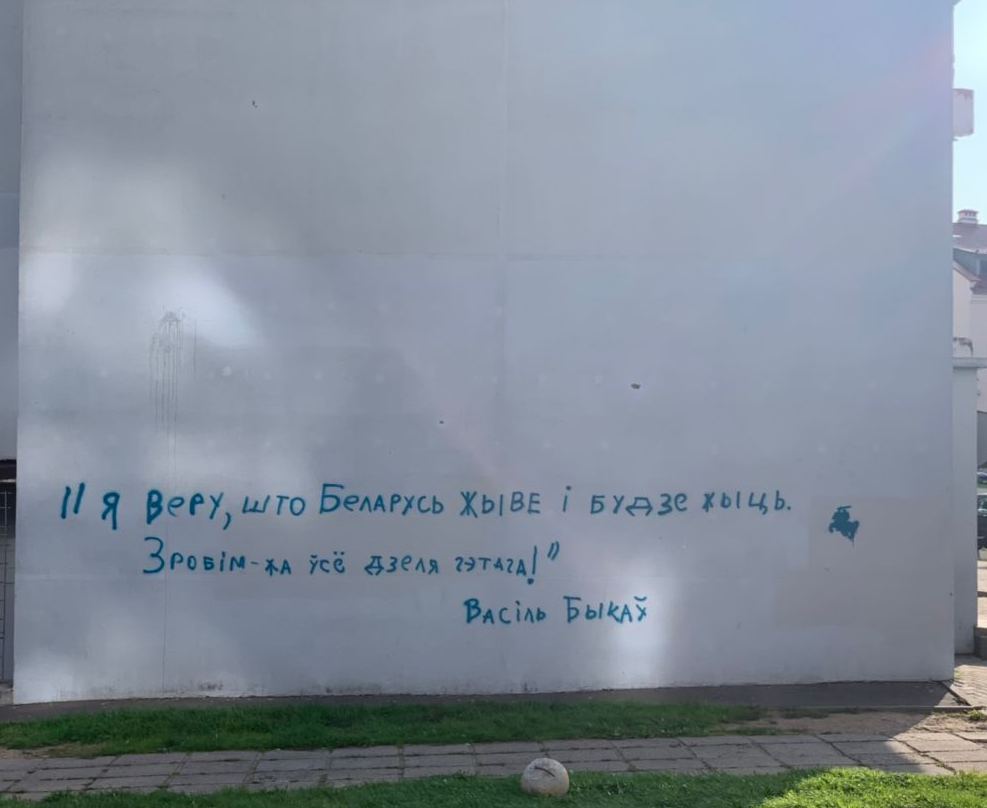 "Я веру, што Беларусь жыве і будзе жыць.
Зробім-жа ўсё дзеля гэтага!"
Васіль Быкаў